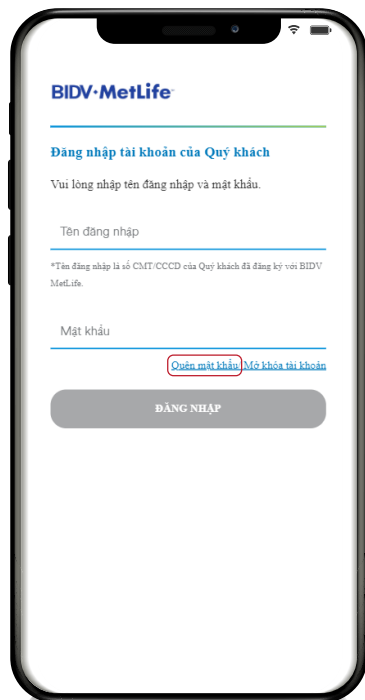 BIDV·MetLife
Đăng nhập tài khoản của Quý khách
Vui lòng nhập tên đăng nhập và mật khẩu.
Tên đăng nhập
*Tên đăng nhập là số CMT/CCCD của Quý khách đã đăng ký với BIDV
MetLife.
Mật khẩu
Quên mật khẩu Mở khóa tài khoản
ĐĂNG NHẬP